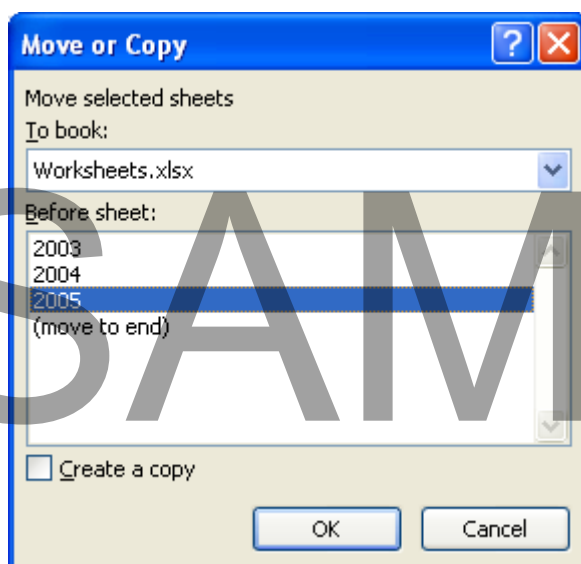 Move or Copy
?
Move selected sheets
To book:
Worksheets.xlsx
Before sheet:
2003
2004
2005
(move to end)
Create a copy
OK
Cancel
SAM